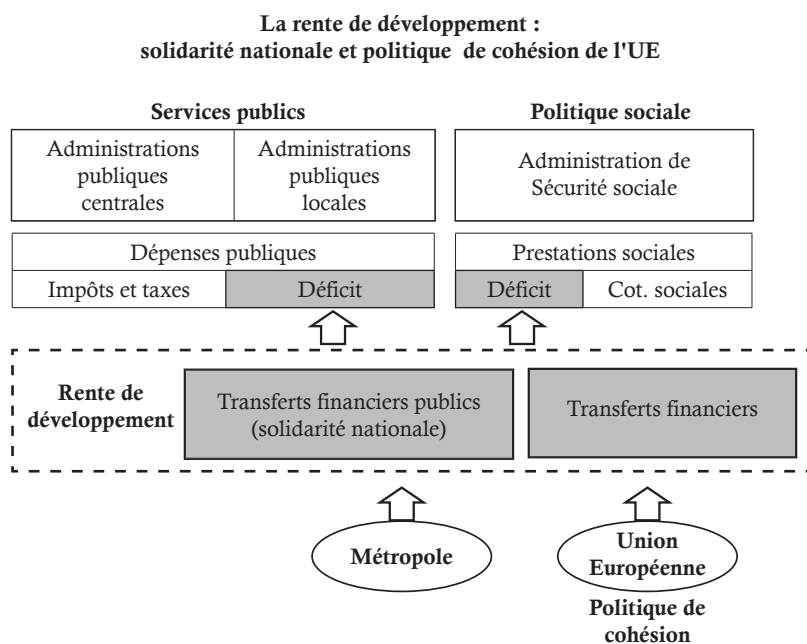 La rente de développement :
solidarité nationale et politique de cohésion de l'UE
Services publics
Politique sociale
Administrations
publiques
centrales
Administrations
publiques
locales
Administration de
Sécurité sociale
Dépenses publiques
Prestations sociales
Impôts et taxes
Déficit
Déficit
Cot. sociales
Rente de
développement
Transferts financiers publics
(solidarité nationale)
Transferts financiers
Métropole
Union
Européenne
Politique de
cohésion